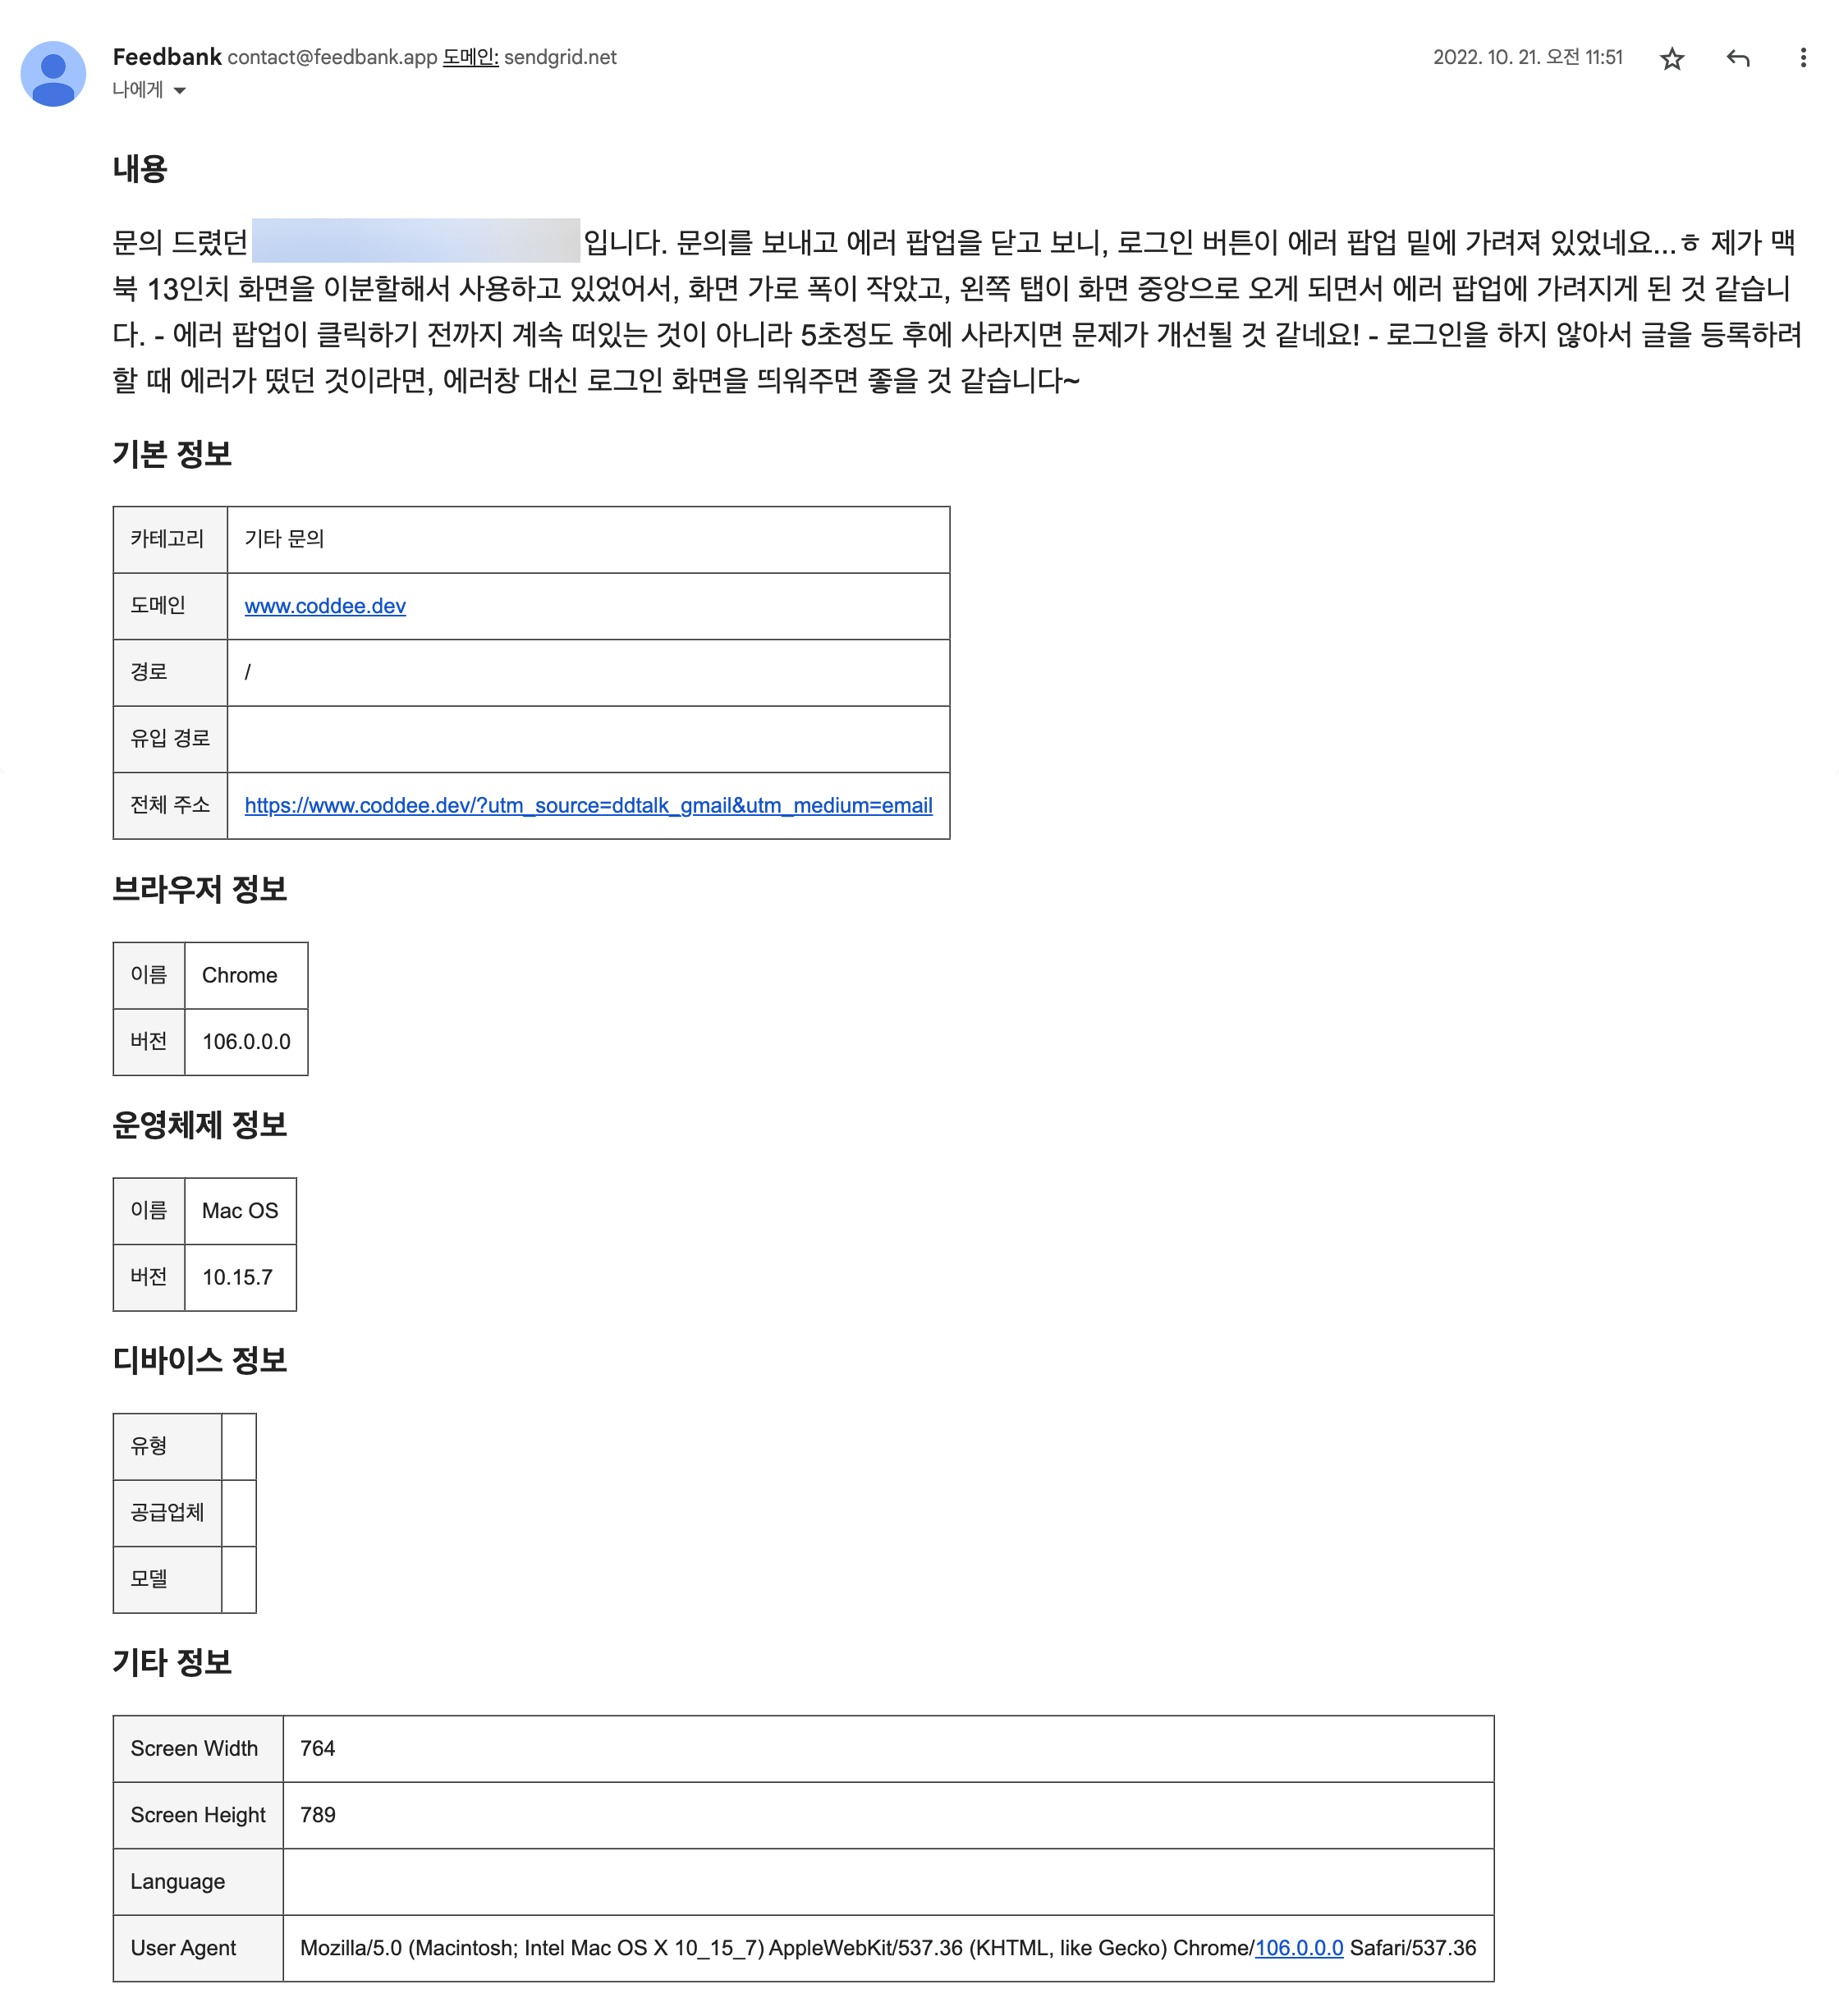 Feedbank contact@feedbank.app 도메인: sendgrid.net 2022. 10. 21. 오전 11:51
나에게
내용
문의 드렸던 입니다. 문의를 보내고 에러 팝업을 닫고 보니, 로그인 버튼이 에러 팝업 밑에 가려져 있었네요...ㅎ 제가 맥
북 13인치 화면을 이분할해서 사용하고 있었어서, 화면 가로 폭이 작았고, 왼쪽 탭이 화면 중앙으로 오게 되면서 에러 팝업에 가려지게 된 것 같습니
다. - 에러 팝업이 클릭하기 전까지 계속 떠있는 것이 아니라 5초정도 후에 사라지면 문제가 개선될 것 같네요! - 로그인을 하지 않아서 글을 등록하려
할 때 에러가 떴던 것이라면, 에러창 대신 로그인 화면을 띄워주면 좋을 것 같습니다~
기본 정보
카테고리 기타 문의
도메인 www.coddee.dev
경로 /
유입 경로
전체 주소 https://www.coddee.dev/?utm_source=ddtalk_gmail&utm_medium=email
브라우저 정보
이름 Chrome
버전 106.0.0.0
운영체제 정보
이름 Mac OS
버전 10.15.7
디바이스 정보
유형
공급업체
모델
기타 정보
Screen Width 764
Screen Height 789
Language
User Agent Mozilla/5.0 (Macintosh; Intel Mac OS X 10_15_7) AppleWebKit/537.36 (KHTML, like Gecko) Chrome/106.0.0.0 Safari/537.36